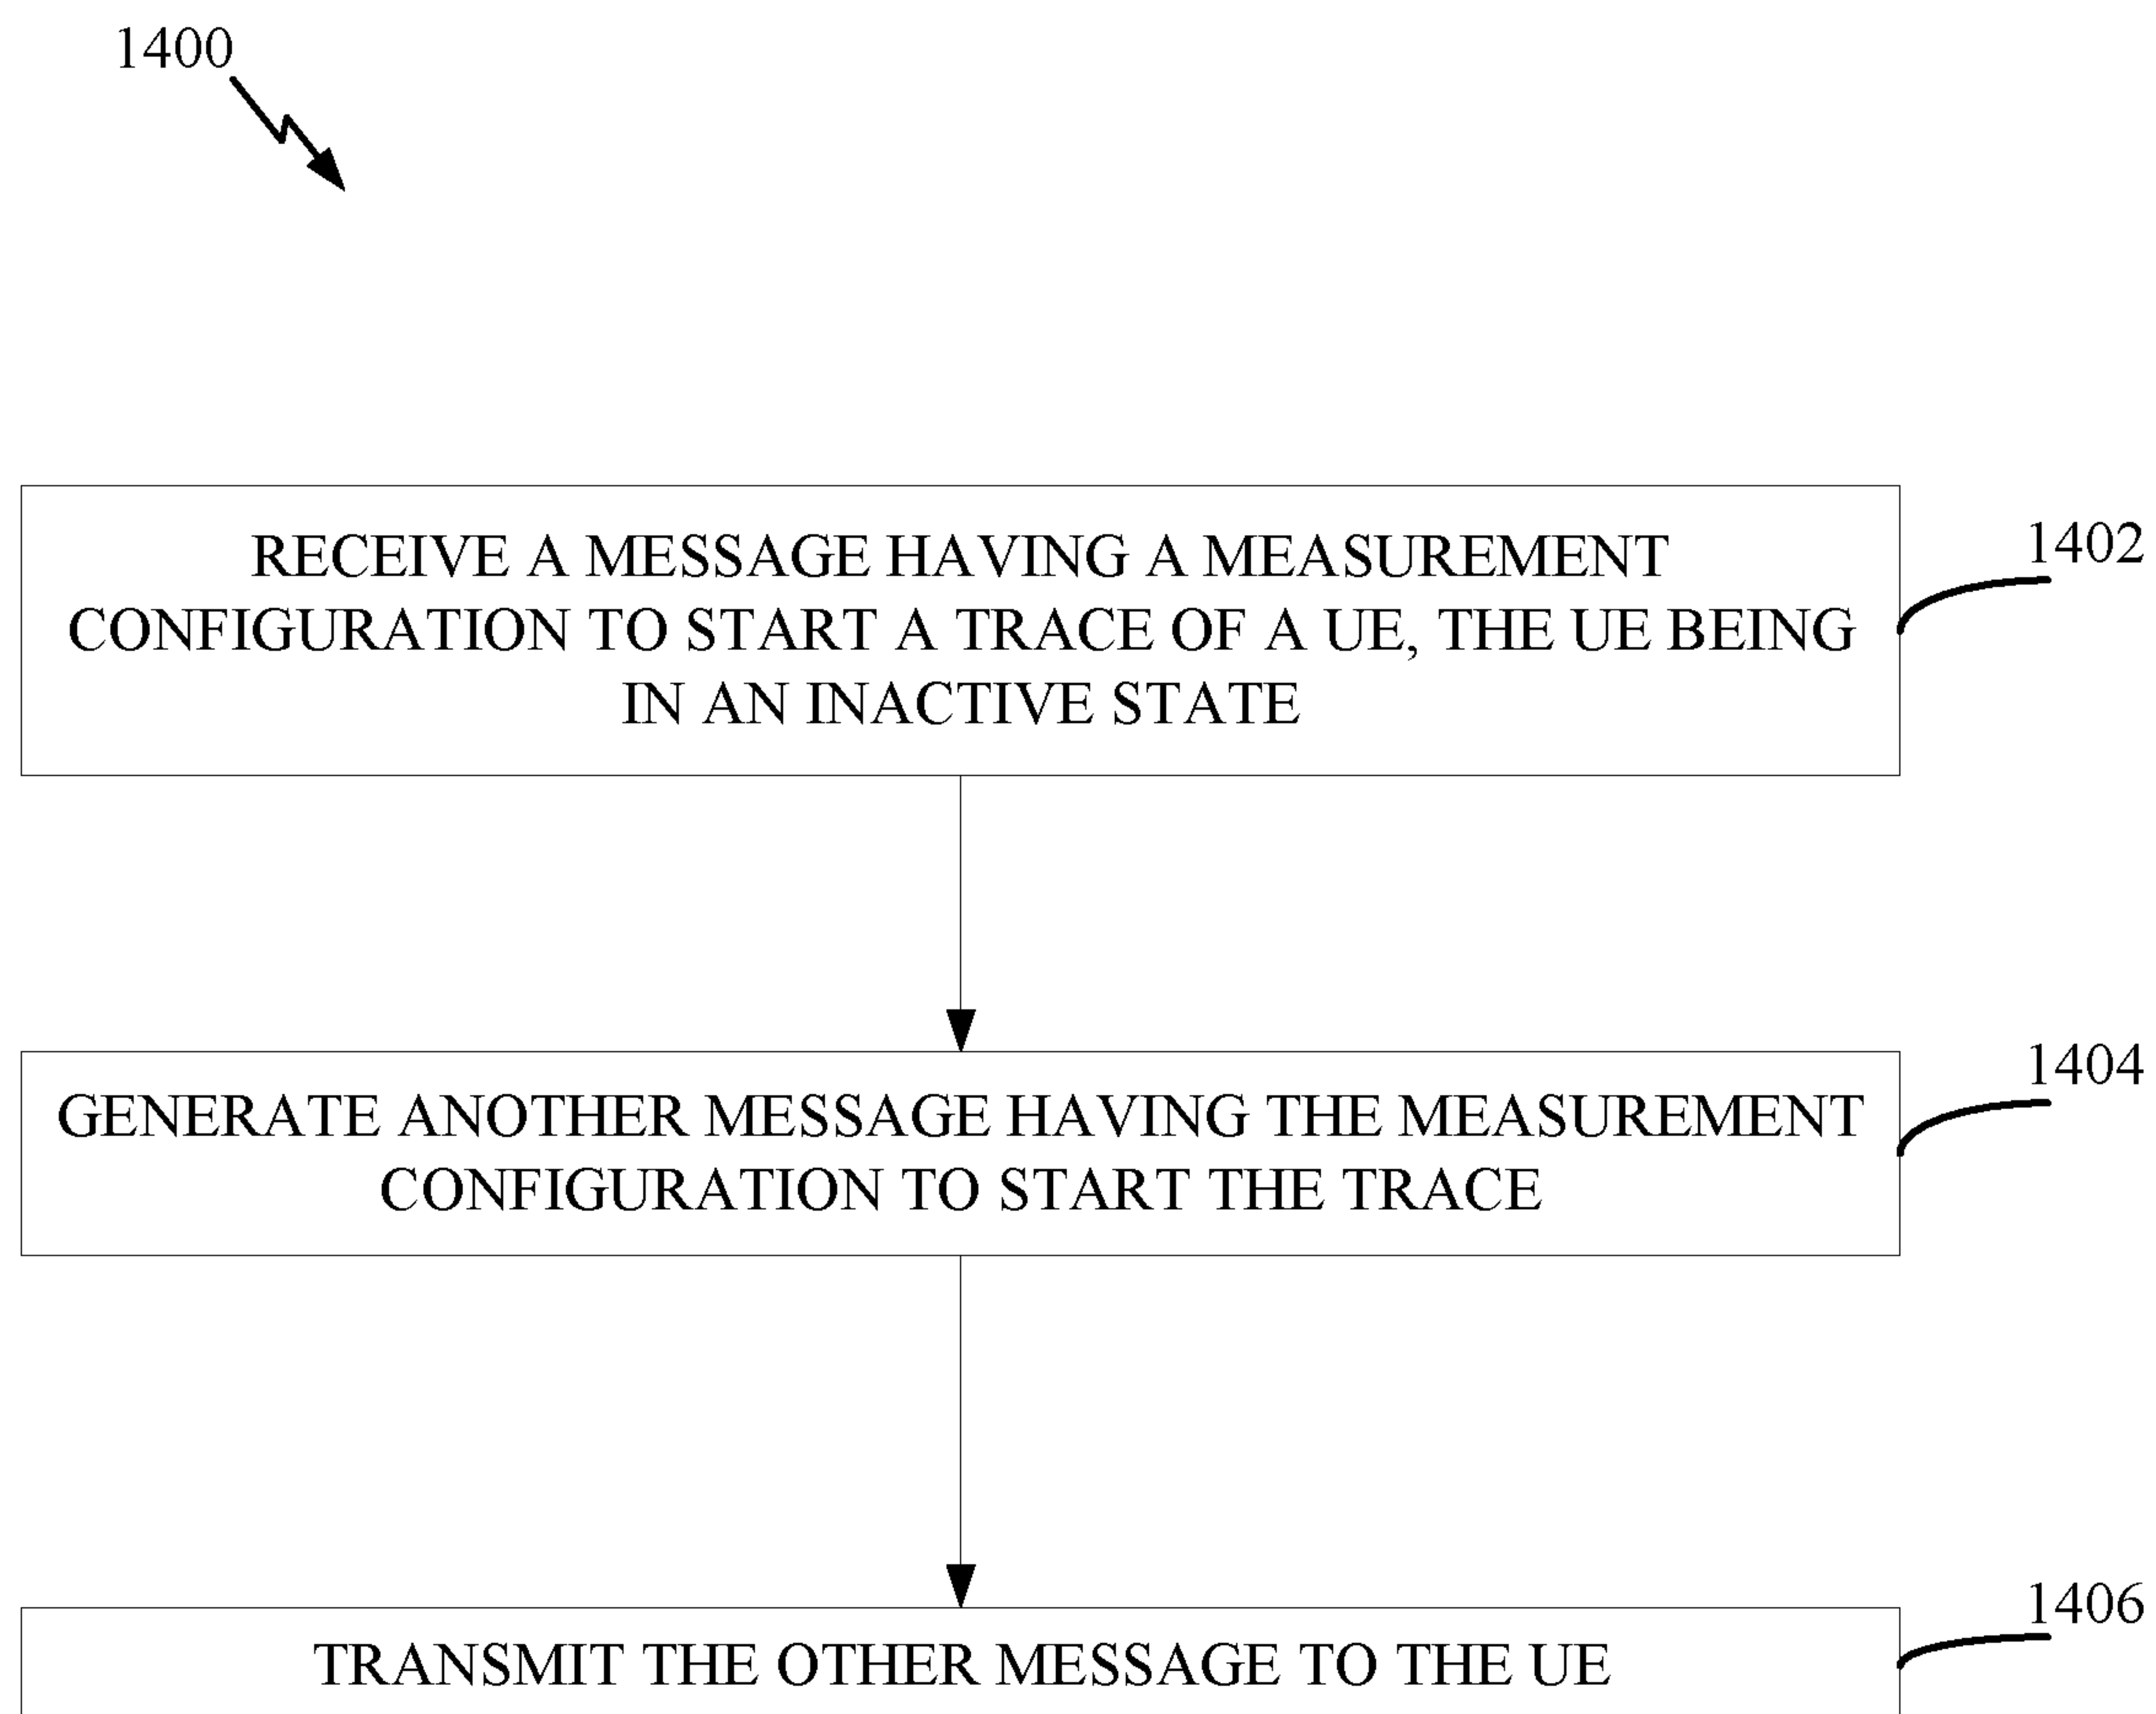 1400
RECEIVE A MESSAGE HAVING A MEASUREMENT
CONFIGURATION TO START A TRACE OF A UE, THE UE BEING
IN AN INACTIVE STATE
1402
GENERATE ANOTHER MESSAGE HAVING THE MEASUREMENT
CONFIGURATION TO START THE TRACE
1404
TRANSMIT THE OTHER MESSAGE TO THE UE
1406